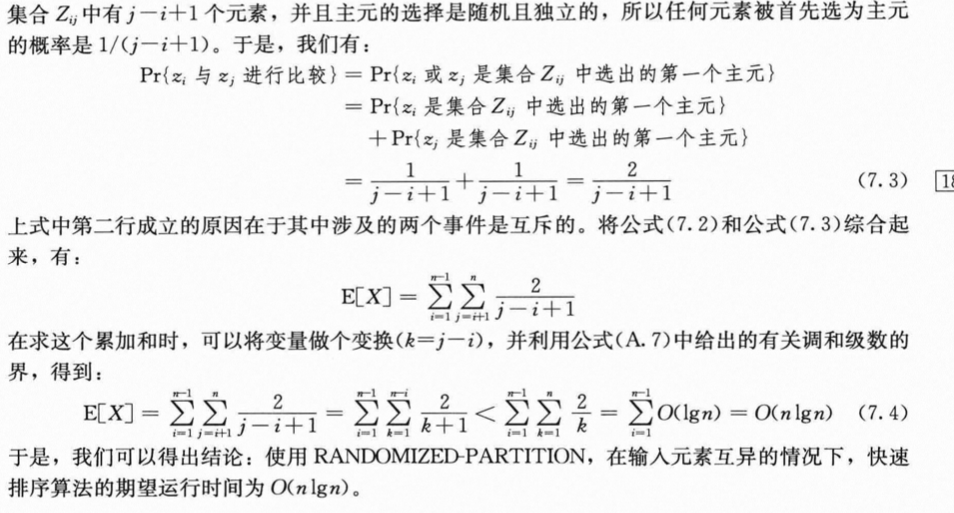 集合 Z_{ij} 中有 j−i+1 个元素，并且主元的选择是随机且独立的，所以任何元素被首先选为主元
的概率是 1/(j−i+1)。于是，我们有：
Pr{z_i 与 z_j 进行比较} = Pr{z_i 或 z_j 是集合 Z_{ij} 中选出的第一个主元}
= Pr{z_i 是集合 Z_{ij} 中选出的第一个主元}
+ Pr{z_j 是集合 Z_{ij} 中选出的第一个主元}
= \frac{1}{j−i+1} + \frac{1}{j−i+1} = \frac{2}{j−i+1} (7.3) 18
上式中第二行成立的原因在于其中涉及的两个事件是互斥的。将公式(7.2)和公式(7.3)综合起
来，有：
E[X] = \sum_{i=1}^{n−1} \sum_{j=i+1}^{n} \frac{2}{j−i+1}
在求这个累加和时，可以将变量做个变换(k=j−i)，并利用公式(A.7)中给出的有关调和级数的
界，得到：
E[X] = \sum_{i=1}^{n−1} \sum_{j=i+1}^{n} \frac{2}{j−i+1} = \sum_{i=1}^{n−1} \sum_{k=1}^{n−i} \frac{2}{k+1} < \sum_{i=1}^{n−1} \sum_{k=1}^{n} \frac{2}{k} = \sum_{i=1}^{n−1} O(lgn) = O(nlgn) (7.4)
于是，我们可以得出结论：使用 RANDOMIZED-PARTITION，在输入元素互异的情况下，快速
排序算法的期望运行时间为 O(nlgn)。